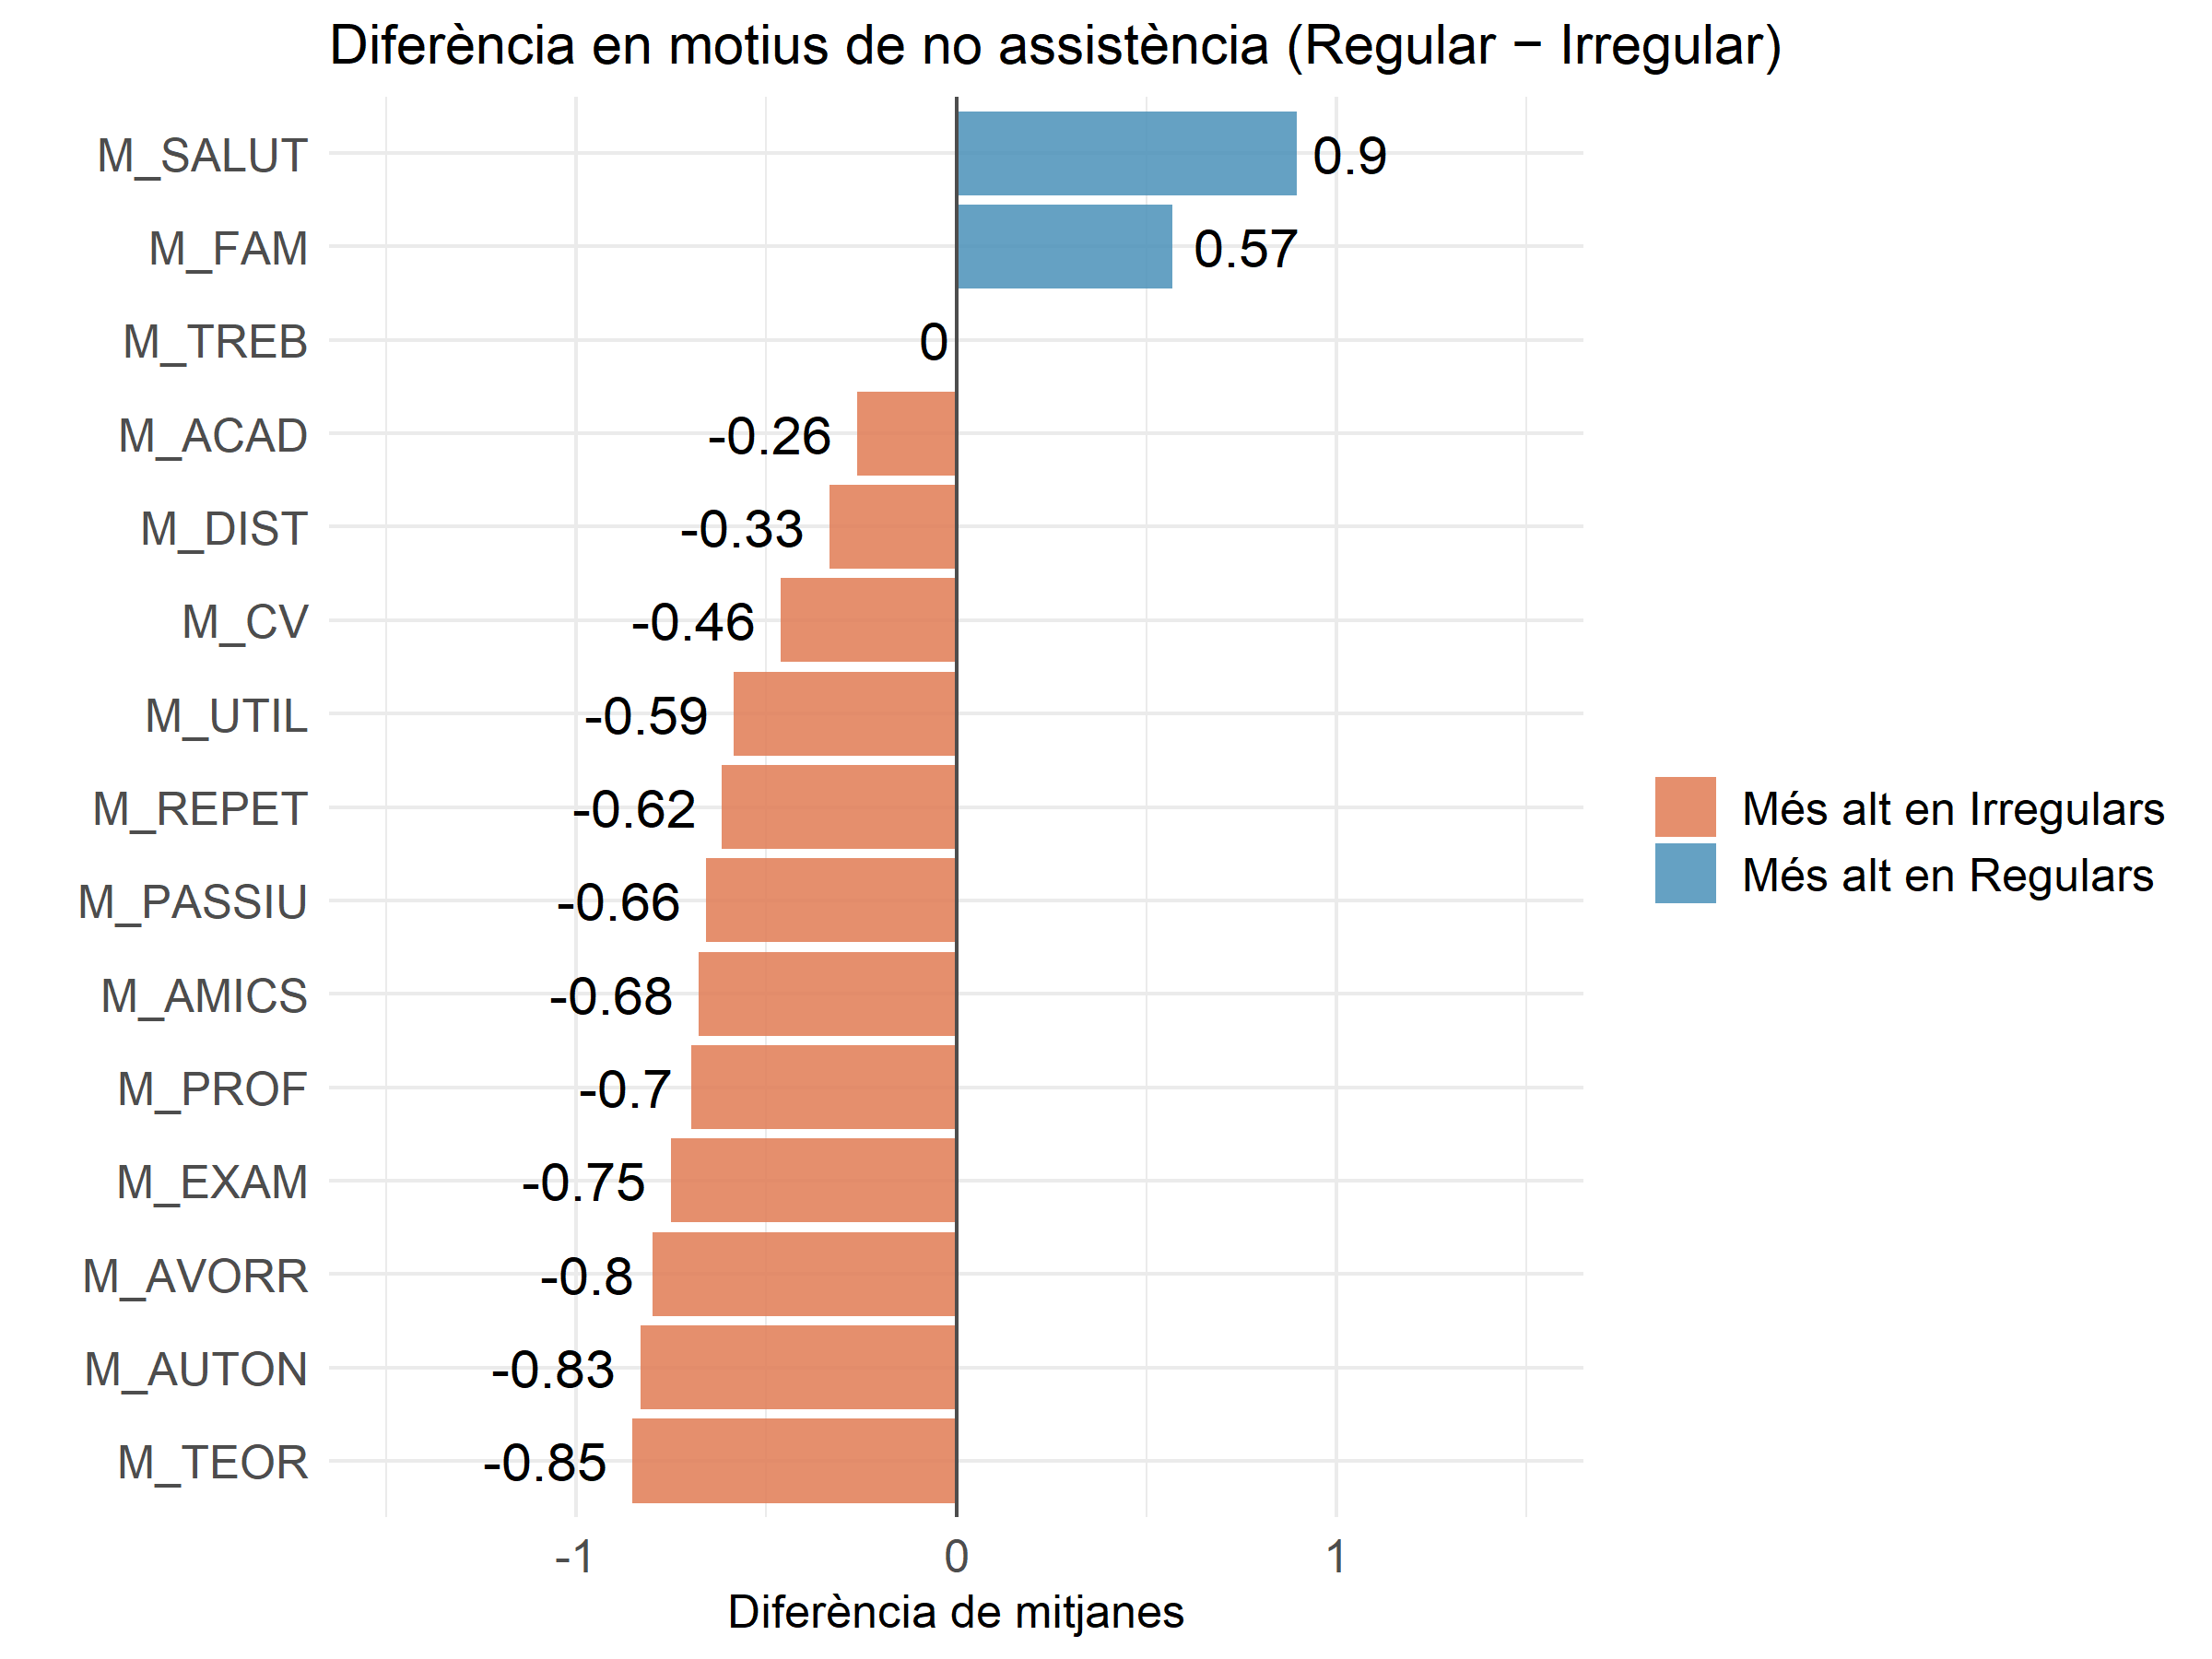 Diferència en motius de no assistència (Regular − Irregular)
M_SALUT 0.9
M_FAM 0.57
M_TREB 0
M_ACAD -0.26
M_DIST -0.33
M_CV -0.46
M_UTIL -0.59
M_REPET -0.62
M_PASSIU -0.66
M_AMICS -0.68
M_PROF -0.7
M_EXAM -0.75
M_AVORR -0.8
M_AUTON -0.83
M_TEOR -0.85
-1 0 1
Diferència de mitjanes
Més alt en Irregulars
Més alt en Regulars